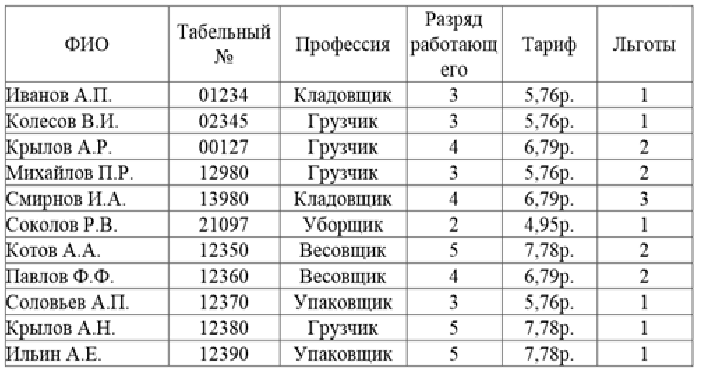 ФИО Табельный № Профессия Разряд работающего Тариф Льготы
Иванов А.П. 01234 Кладовщик 3 5,76р. 1
Колесов В.И. 02345 Грузчик 3 5,76р. 1
Крылов А.Р. 00127 Грузчик 4 6,79р. 2
Михайлов П.Р. 12980 Грузчик 3 5,76р. 2
Смирнов И.А. 13980 Кладовщик 4 6,79р. 3
Соколов Р.В. 21097 Уборщик 2 4,95р. 1
Котов А.А. 12350 Весовщик 5 7,78р. 2
Павлов Ф.Ф. 12360 Весовщик 4 6,79р. 2
Соловьев А.П. 12370 Упаковщик 3 5,76р. 1
Крылов А.Н. 12380 Грузчик 5 7,78р. 1
Ильин А.Е. 12390 Упаковщик 5 7,78р. 1